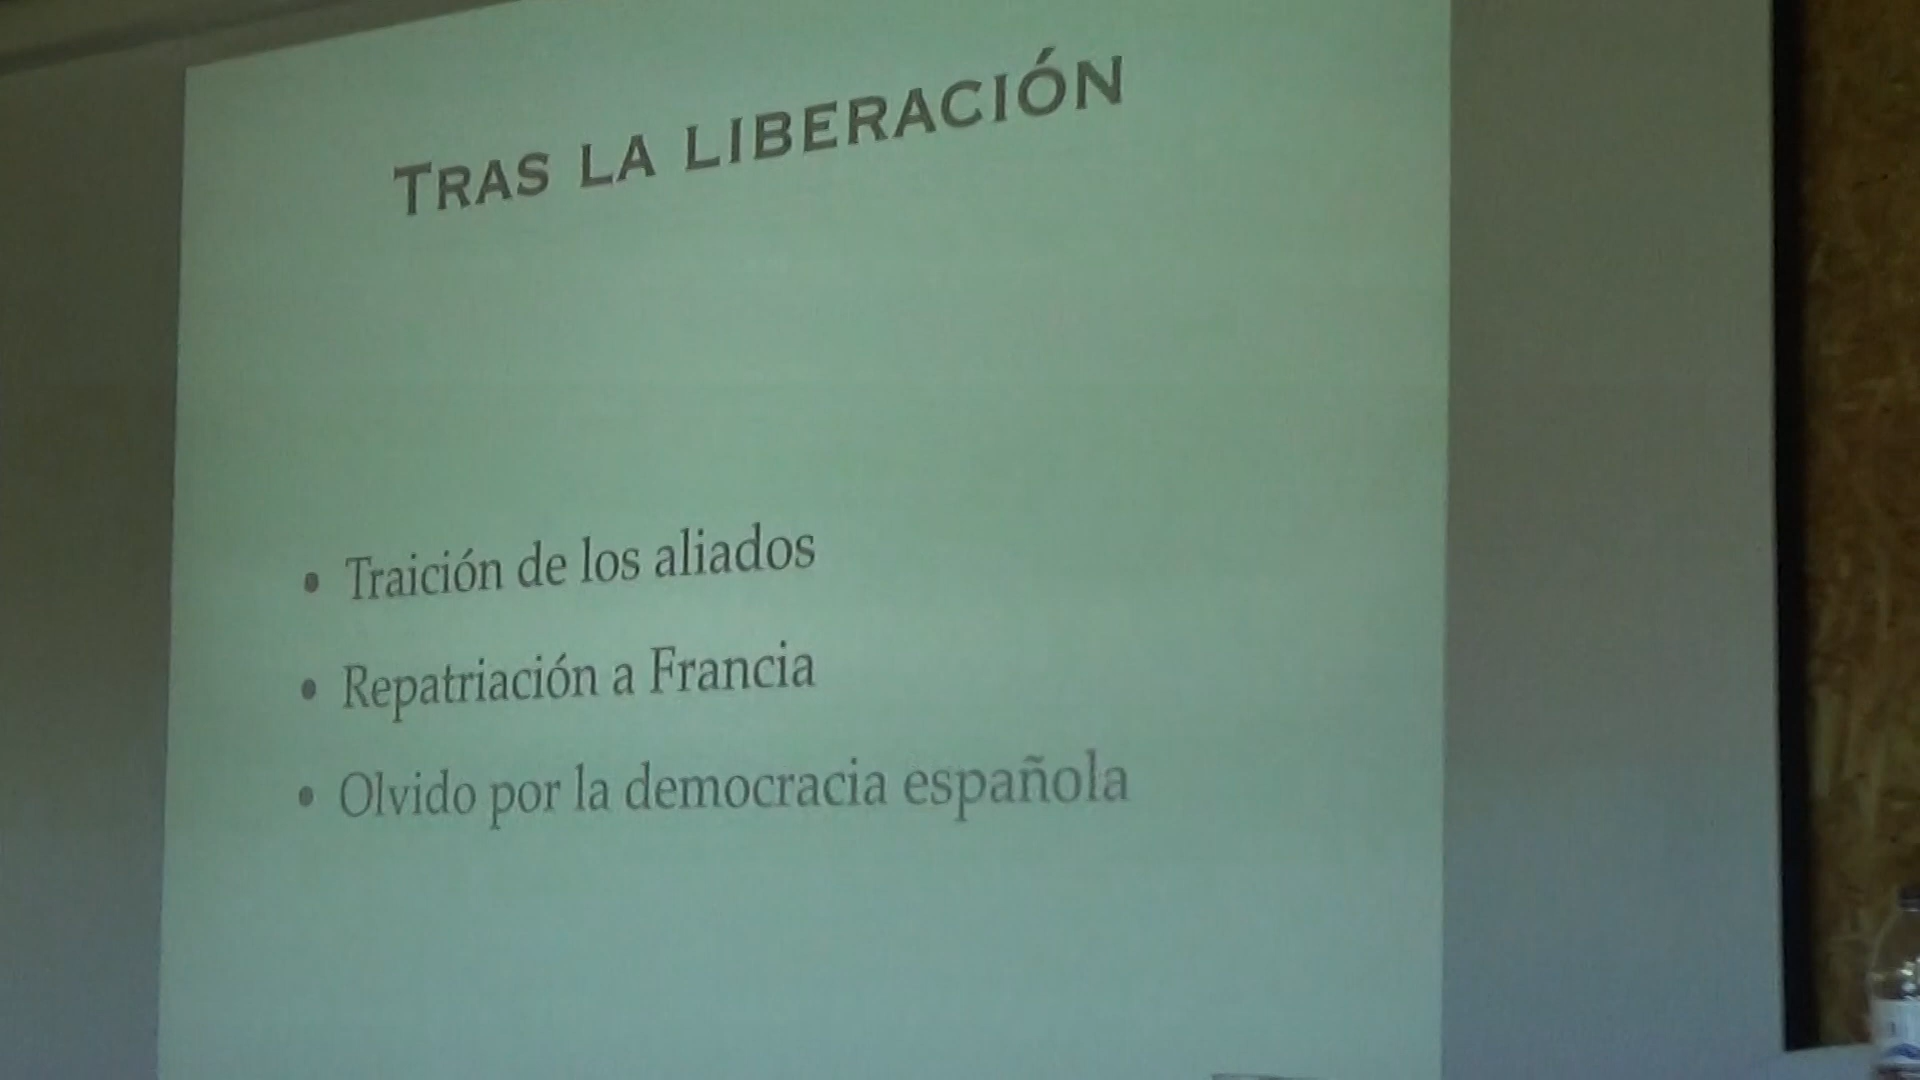 TRAS LA LIBERACIÓN
• Traición de los aliados
• Repatriación a Francia
• Olvido por la democracia española